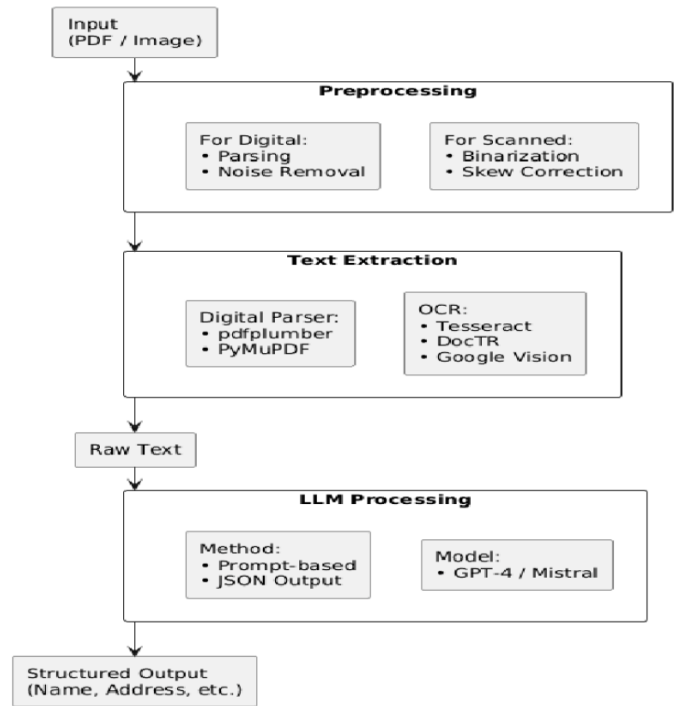 Input
(PDF / Image)
Preprocessing
For Digital:
• Parsing
• Noise Removal
For Scanned:
• Binarization
• Skew Correction
Text Extraction
Digital Parser:
• pdfplumber
• PyMuPDF
OCR:
• Tesseract
• DocTR
• Google Vision
Raw Text
LLM Processing
Method:
• Prompt-based
• JSON Output
Model:
• GPT-4 / Mistral
Structured Output
(Name, Address, etc.)